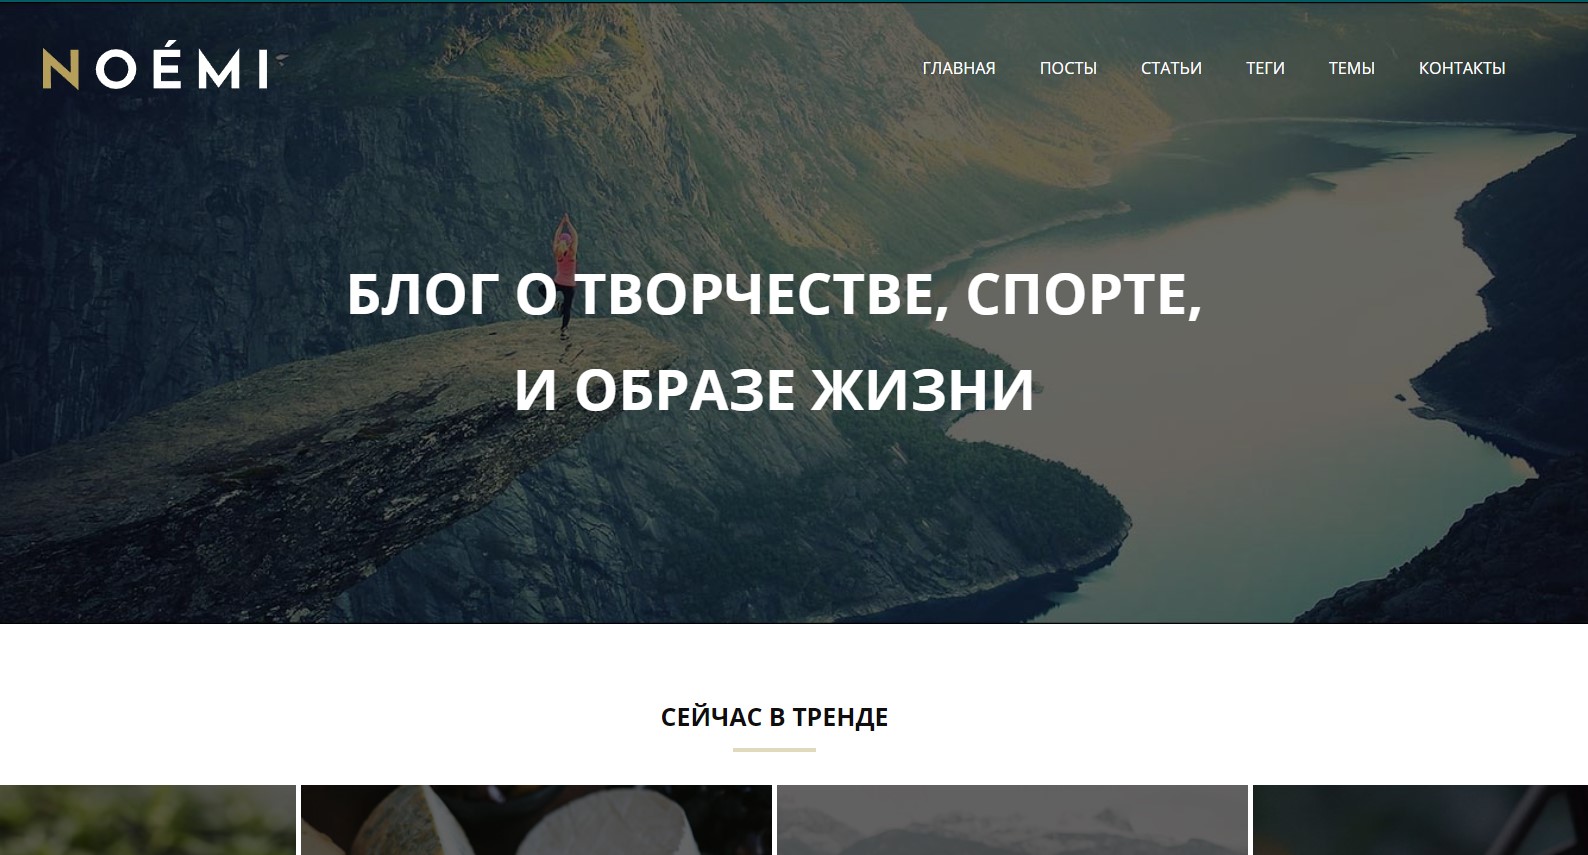 NOÉMI
ГЛАВНАЯ ПОСТЫ СТАТЬИ ТЕГИ ТЕМЫ КОНТАКТЫ
БЛОГ О ТВОРЧЕСТВЕ, СПОРТЕ,
И ОБРАЗЕ ЖИЗНИ
СЕЙЧАС В ТРЕНДЕ